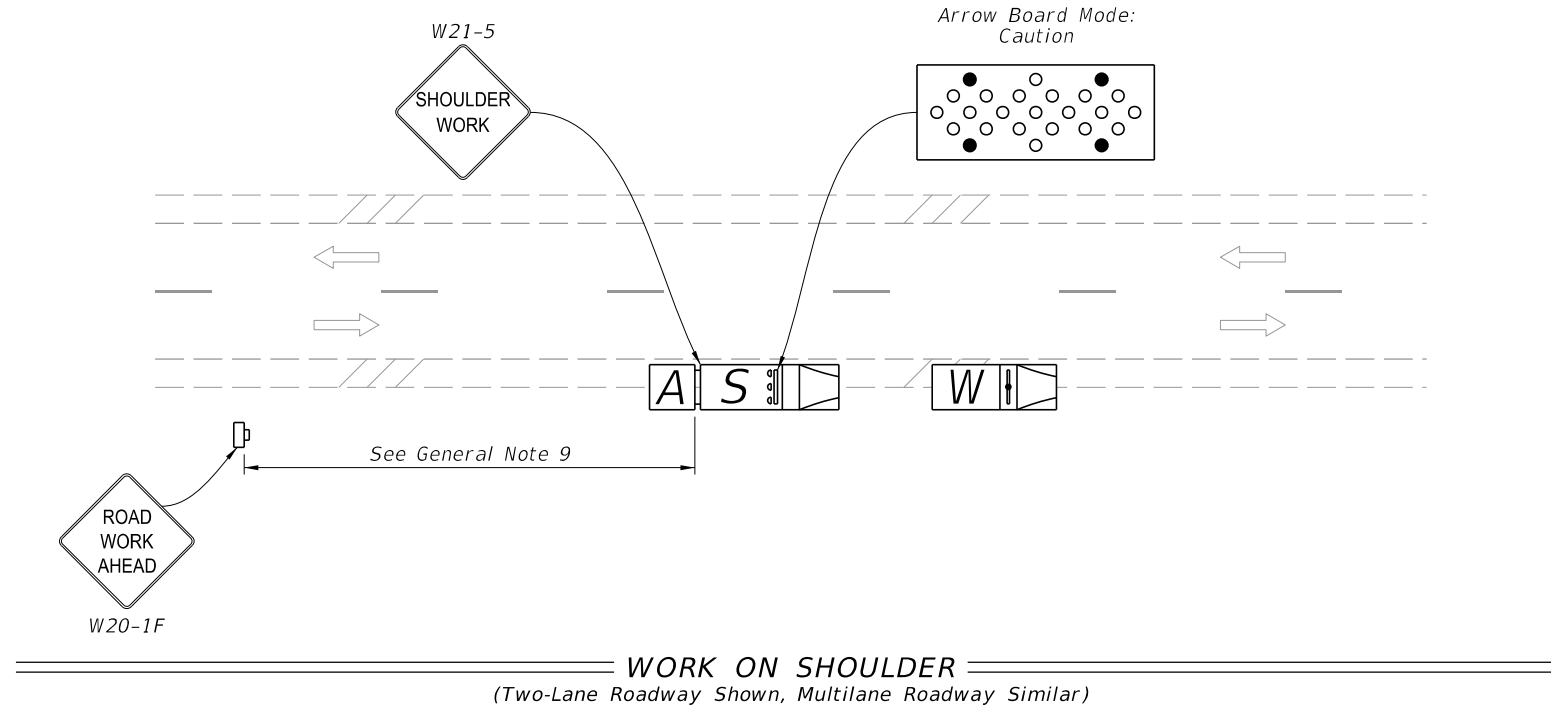 Arrow Board Mode:
Caution
W21-5
SHOULDER
WORK
A
S
W
See General Note 9
ROAD
WORK
AHEAD
W20-1F
WORK ON SHOULDER
(Two-Lane Roadway Shown, Multilane Roadway Similar)